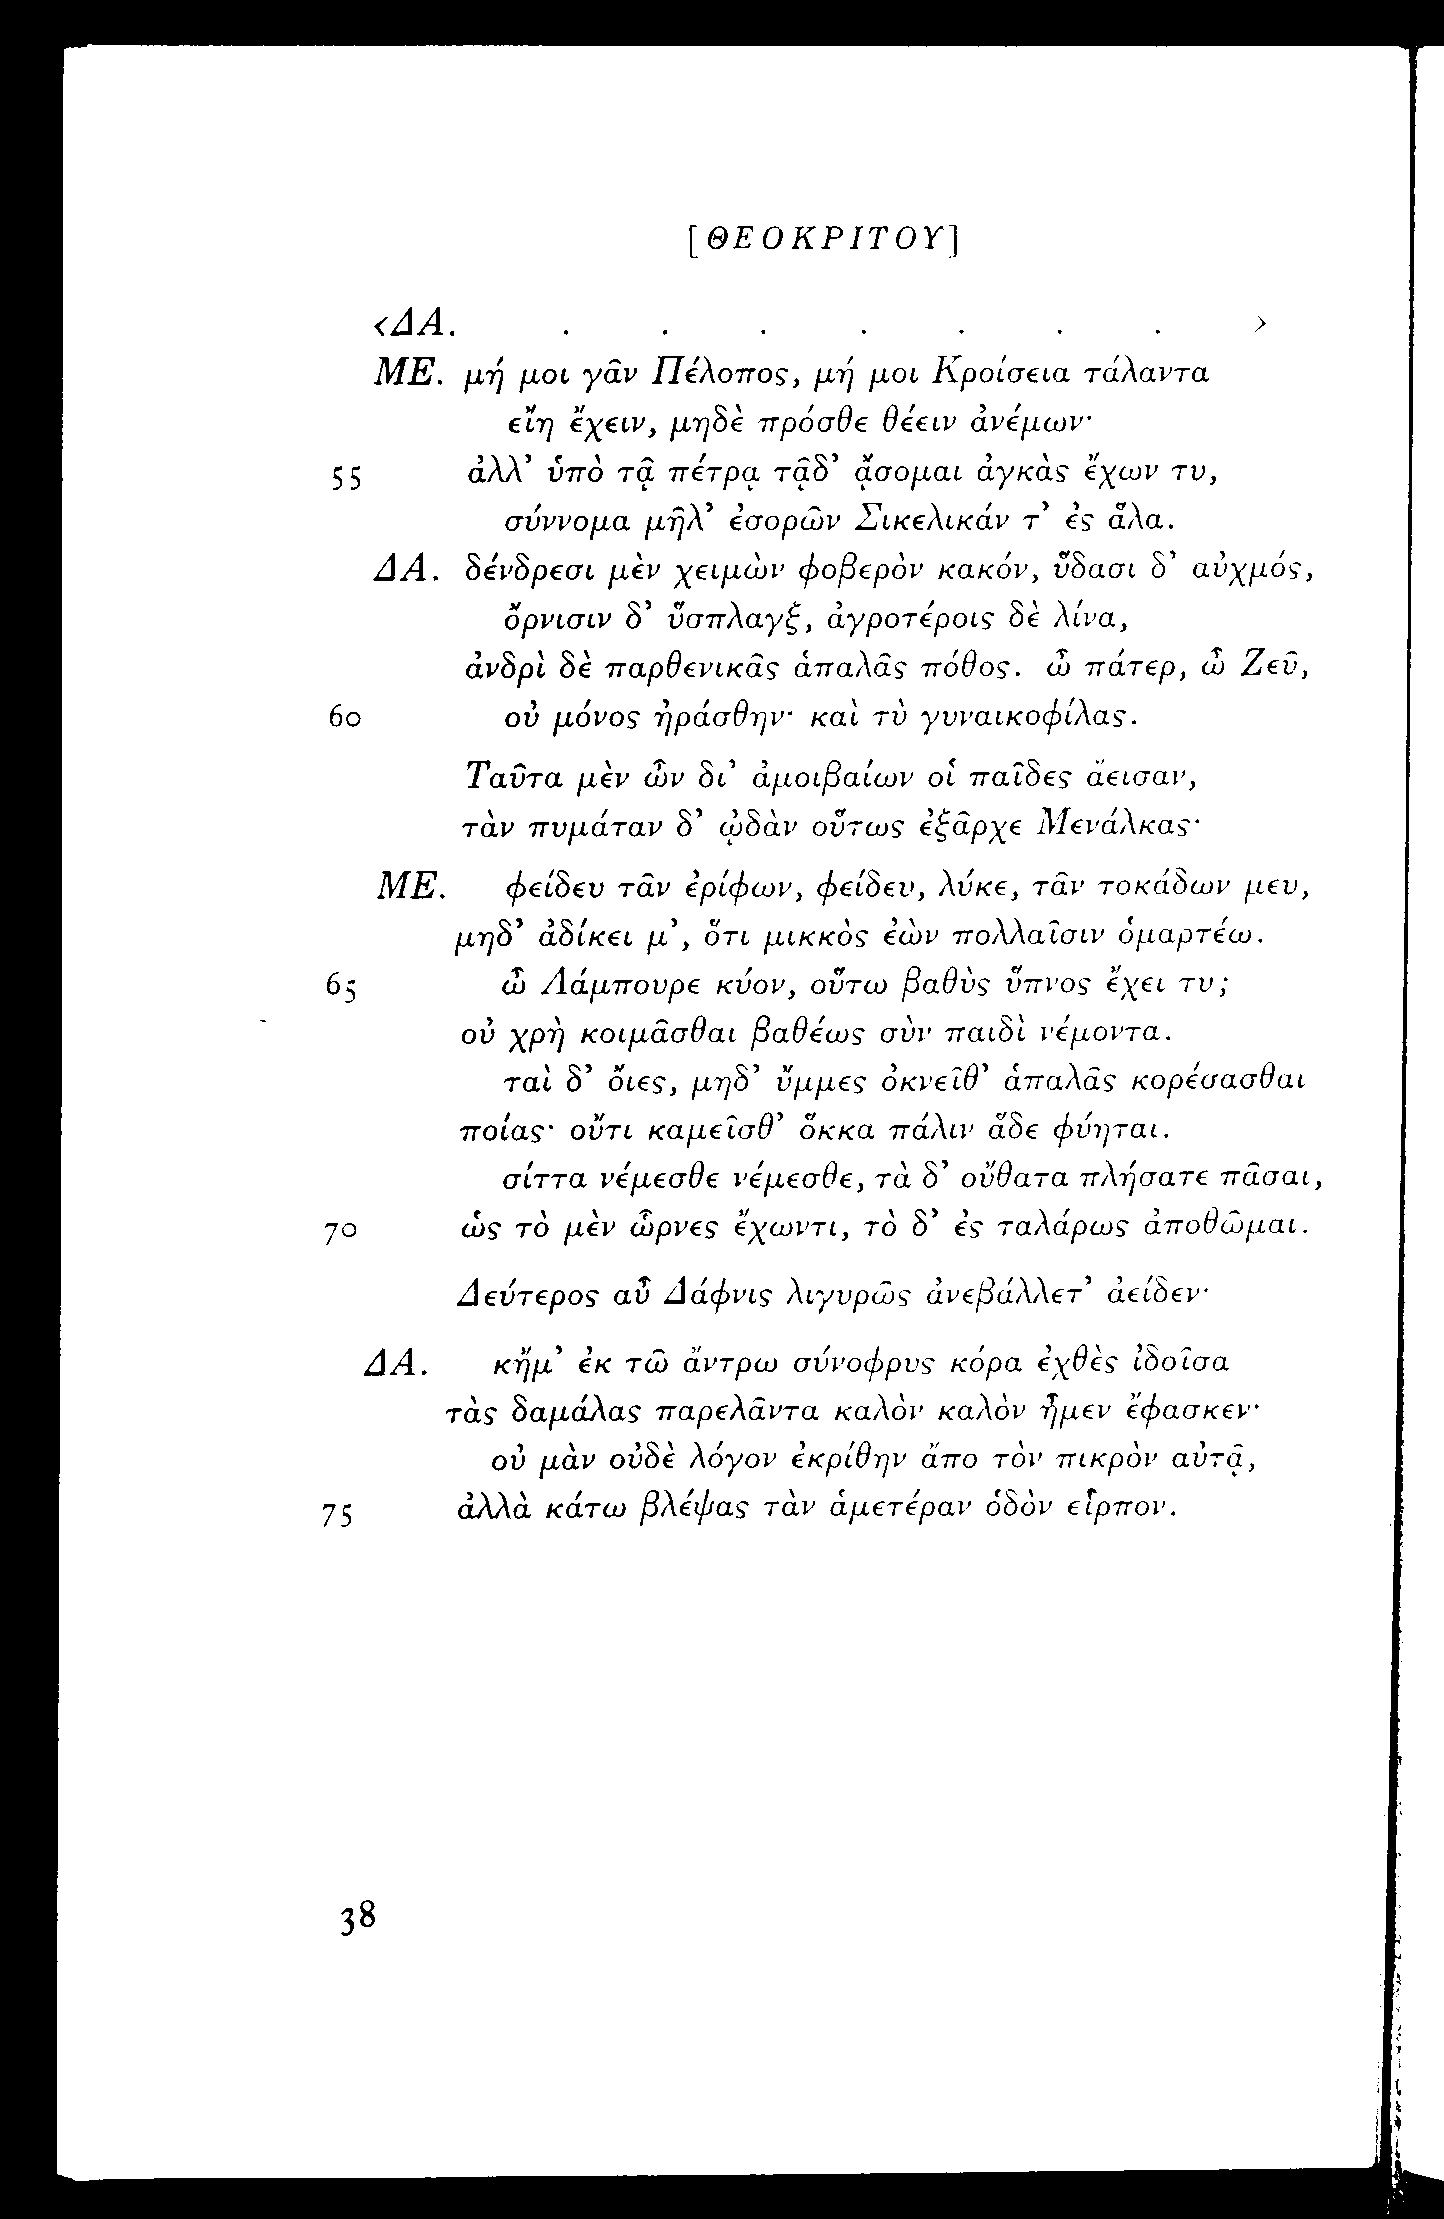 [ΘΕΟΚΡΙΤΟΥ]
<ΔΑ. . . . . . . . >
ΜΕ. μή μοι γᾶν Πέλοπος, μή μοι Κροίσεια τάλαντα
εἴη ἔχειν, μηδὲ πρόσθε θέειν ἀνέμων·
55 ἀλλ’ ὑπὸ τᾷ πέτρᾳ τᾷδ’ ᾄσομαι ἀγκὰς ἔχων τυ,
σύννομα μῆλ’ ἐσορῶν Σικελικάν τ’ ἐς ἅλα.
ΔΑ. δένδρεσι μὲν χειμὼν φοβερὸν κακόν, ὕδασι δ’ αὐχμός,
ὄρνισιν δ’ ὕσπλαγξ, ἀγροτέροις δὲ λίνα,
ἀνδρὶ δὲ παρθενικᾶς ἁπαλᾶς πόθος. ὦ πάτερ, ὦ Ζεῦ,
60 οὐ μόνος ἠράσθην· καὶ τὺ γυναικοφίλας.
Ταῦτα μὲν ὦν δι’ ἀμοιβαίων οἱ παῖδες ἄεισαν,
τὰν πυμάταν δ’ ᾠδὰν οὕτως ἐξᾶρχε Μενάλκας·
ΜΕ. φείδευ τᾶν ἐρίφων, φείδευ, λύκε, τᾶν τοκάδων μευ,
μηδ’ ἀδίκει μ’, ὅτι μικκὸς ἐὼν πολλαῖσιν ὁμαρτέω.
65 ὦ Λάμπουρε κύον, οὕτω βαθὺς ὕπνος ἔχει τυ;
οὐ χρὴ κοιμᾶσθαι βαθέως σὺν παιδὶ νέμοντα.
ταὶ δ’ ὄιες, μηδ’ ὔμμες ὀκνεῖθ’ ἁπαλᾶς κορέσασθαι
ποίας· οὔτι καμεῖσθ’ ὅκκα πάλιν ἅδε φύηται.
σίττα νέμεσθε νέμεσθε, τὰ δ’ οὔθατα πλήσατε πᾶσαι,
70 ὡς τὸ μὲν ὧρνες ἔχωντι, τὸ δ’ ἐς ταλάρως ἀποθῶμαι.
Δεύτερος αὖ Δάφνις λιγυρῶς ἀνεβάλλετ’ ἀείδεν·
ΔΑ. κἤμ’ ἐκ τῶ ἄντρω σύνοφρυς κόρα ἐχθὲς ἰδοῖσα
τὰς δαμάλας παρελᾶντα καλὸν καλὸν ἦμεν ἔφασκεν·
οὐ μὰν οὐδὲ λόγον ἐκρίθην ἄπο τὸν πικρὸν αὐτᾷ,
75 ἀλλὰ κάτω βλέψας τὰν ἁμετέραν ὁδὸν εἷρπον.
38